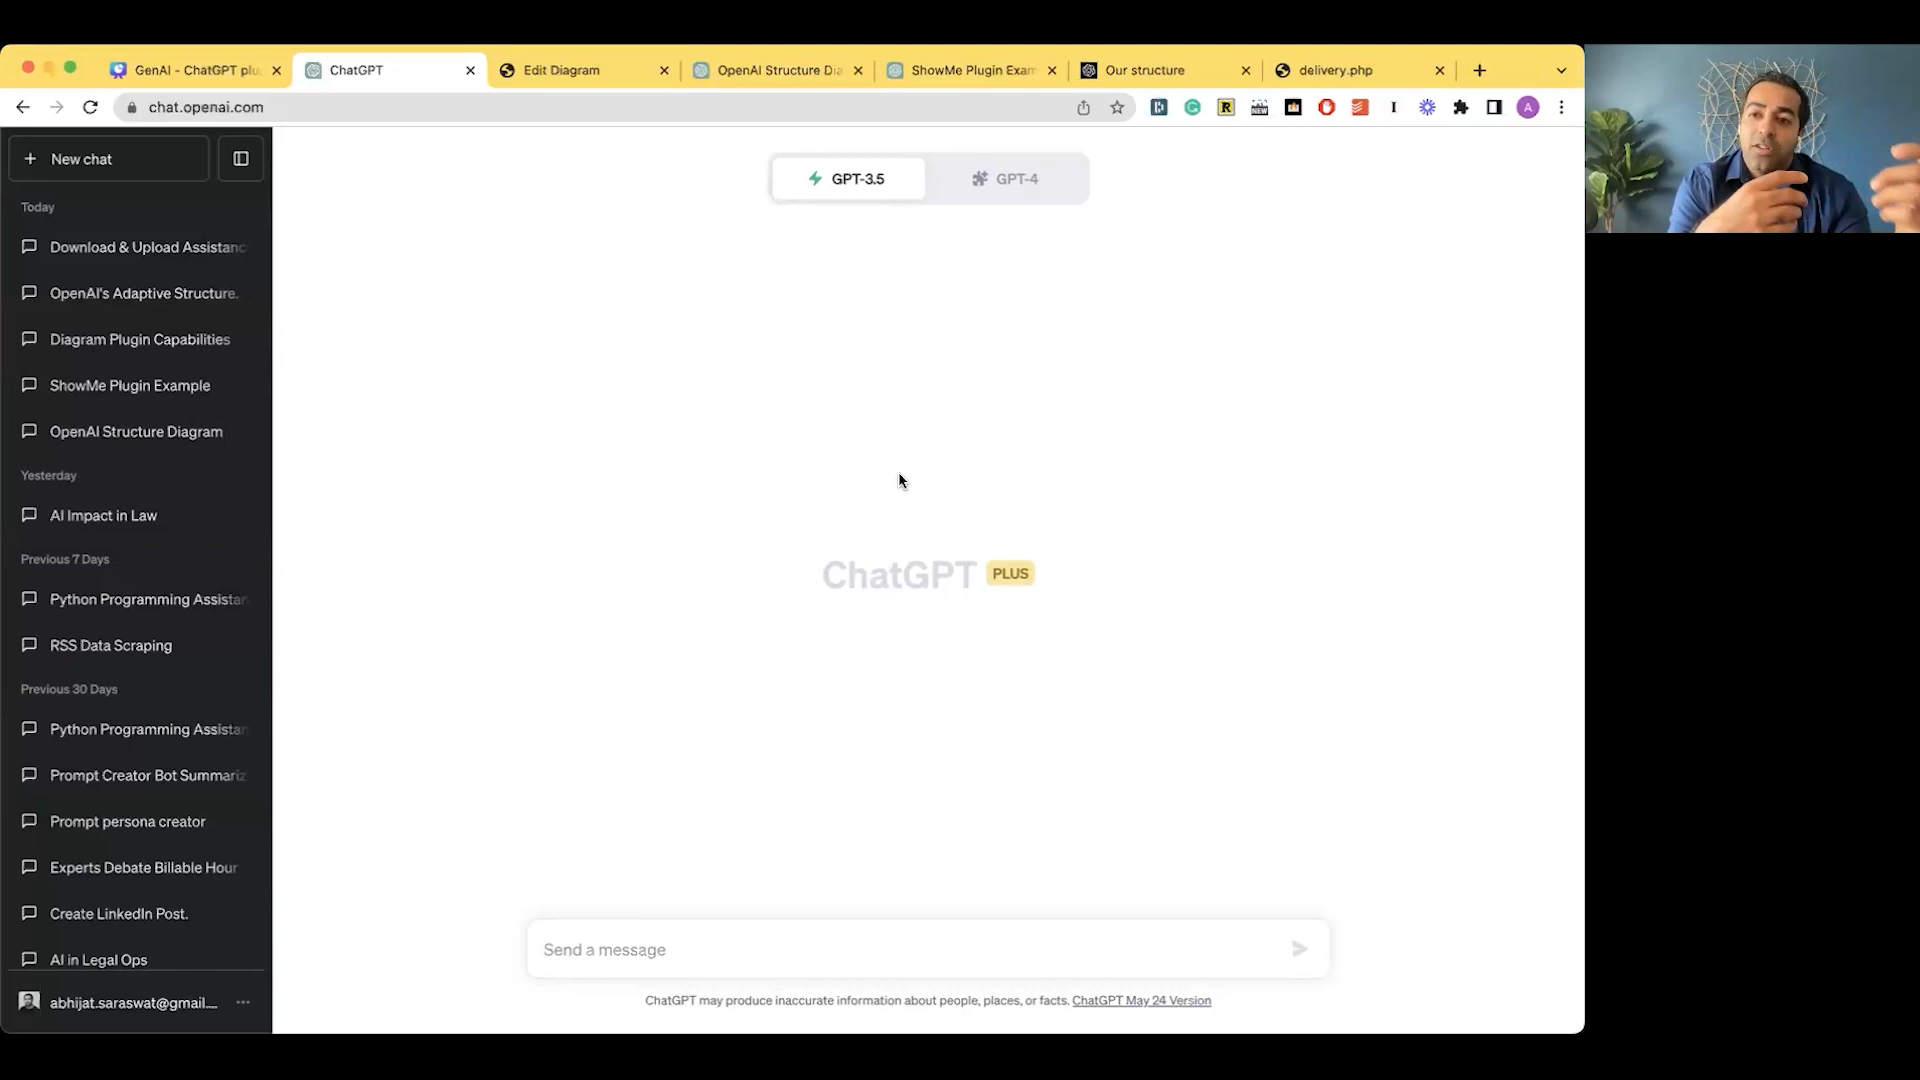 GenAI - ChatGPT plu
ChatGPT
Edit Diagram
OpenAI Structure Dia
ShowMe Plugin Exam
Our structure
delivery.php
chat.openai.com
New chat
GPT-3.5
GPT-4
Today
Download & Upload Assistanc
OpenAI's Adaptive Structure.
Diagram Plugin Capabilities
ShowMe Plugin Example
OpenAI Structure Diagram
Yesterday
AI Impact in Law
Previous 7 Days
Python Programming Assistan
RSS Data Scraping
Previous 30 Days
Python Programming Assistan
Prompt Creator Bot Summariz
Prompt persona creator
Experts Debate Billable Hour
Create LinkedIn Post.
AI in Legal Ops
abhijat.saraswat@gmail....
ChatGPT PLUS
Send a message
ChatGPT may produce inaccurate information about people, places, or facts. ChatGPT May 24 Version